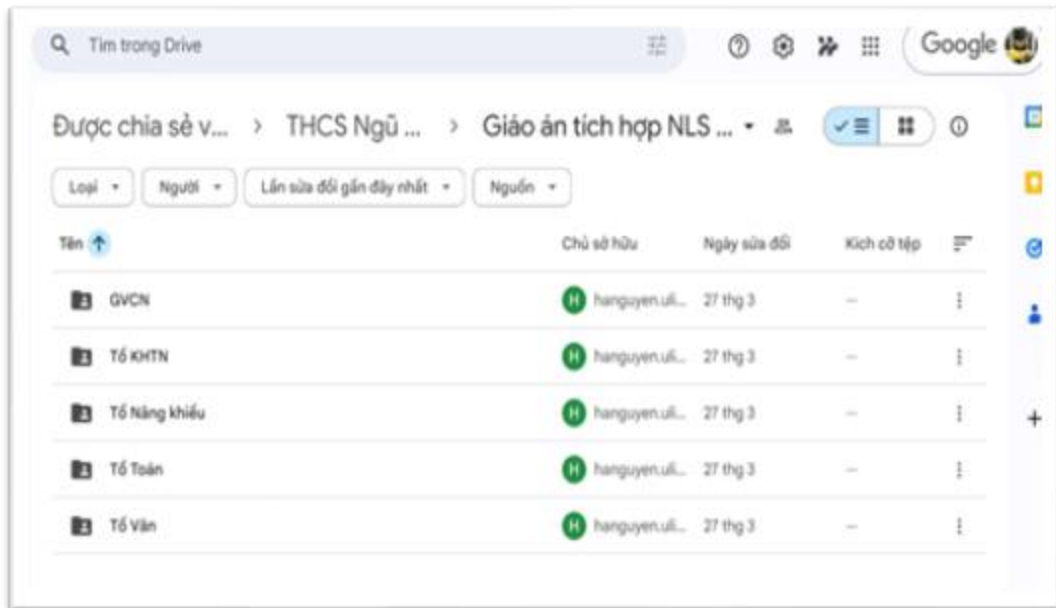 Tìm trong Drive
Google
Được chia sẻ v... > THCS Ngũ ... > Giáo án tích hợp NLS ...
Loại Người Lần sửa đổi gần đây nhất Nguồn
Tên Chủ sở hữu Ngày sửa đổi Kích cỡ tệp
GVCN H hanguyen.uli... 27 thg 3 —
Tổ KHTN H hanguyen.uli... 27 thg 3 —
Tổ Năng khiếu H hanguyen.uli... 27 thg 3 —
Tổ Toán H hanguyen.uli... 27 thg 3 —
Tổ Văn H hanguyen.uli... 27 thg 3 —